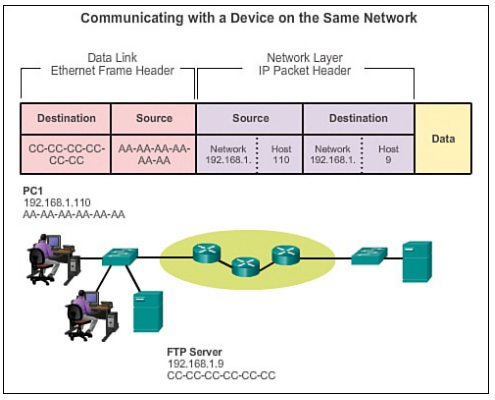 Communicating with a Device on the Same Network
Data Link
Ethernet Frame Header
Network Layer
IP Packet Header
Destination
Source
Source
Destination
Data
CC-CC-CC-CC-
CC-CC
AA-AA-AA-AA-
AA-AA
Network
192.168.1.
Host
110
Network
192.168.1.
Host
9
PC1
192.168.1.110
AA-AA-AA-AA-AA-AA
FTP Server
192.168.1.9
CC-CC-CC-CC-CC-CC